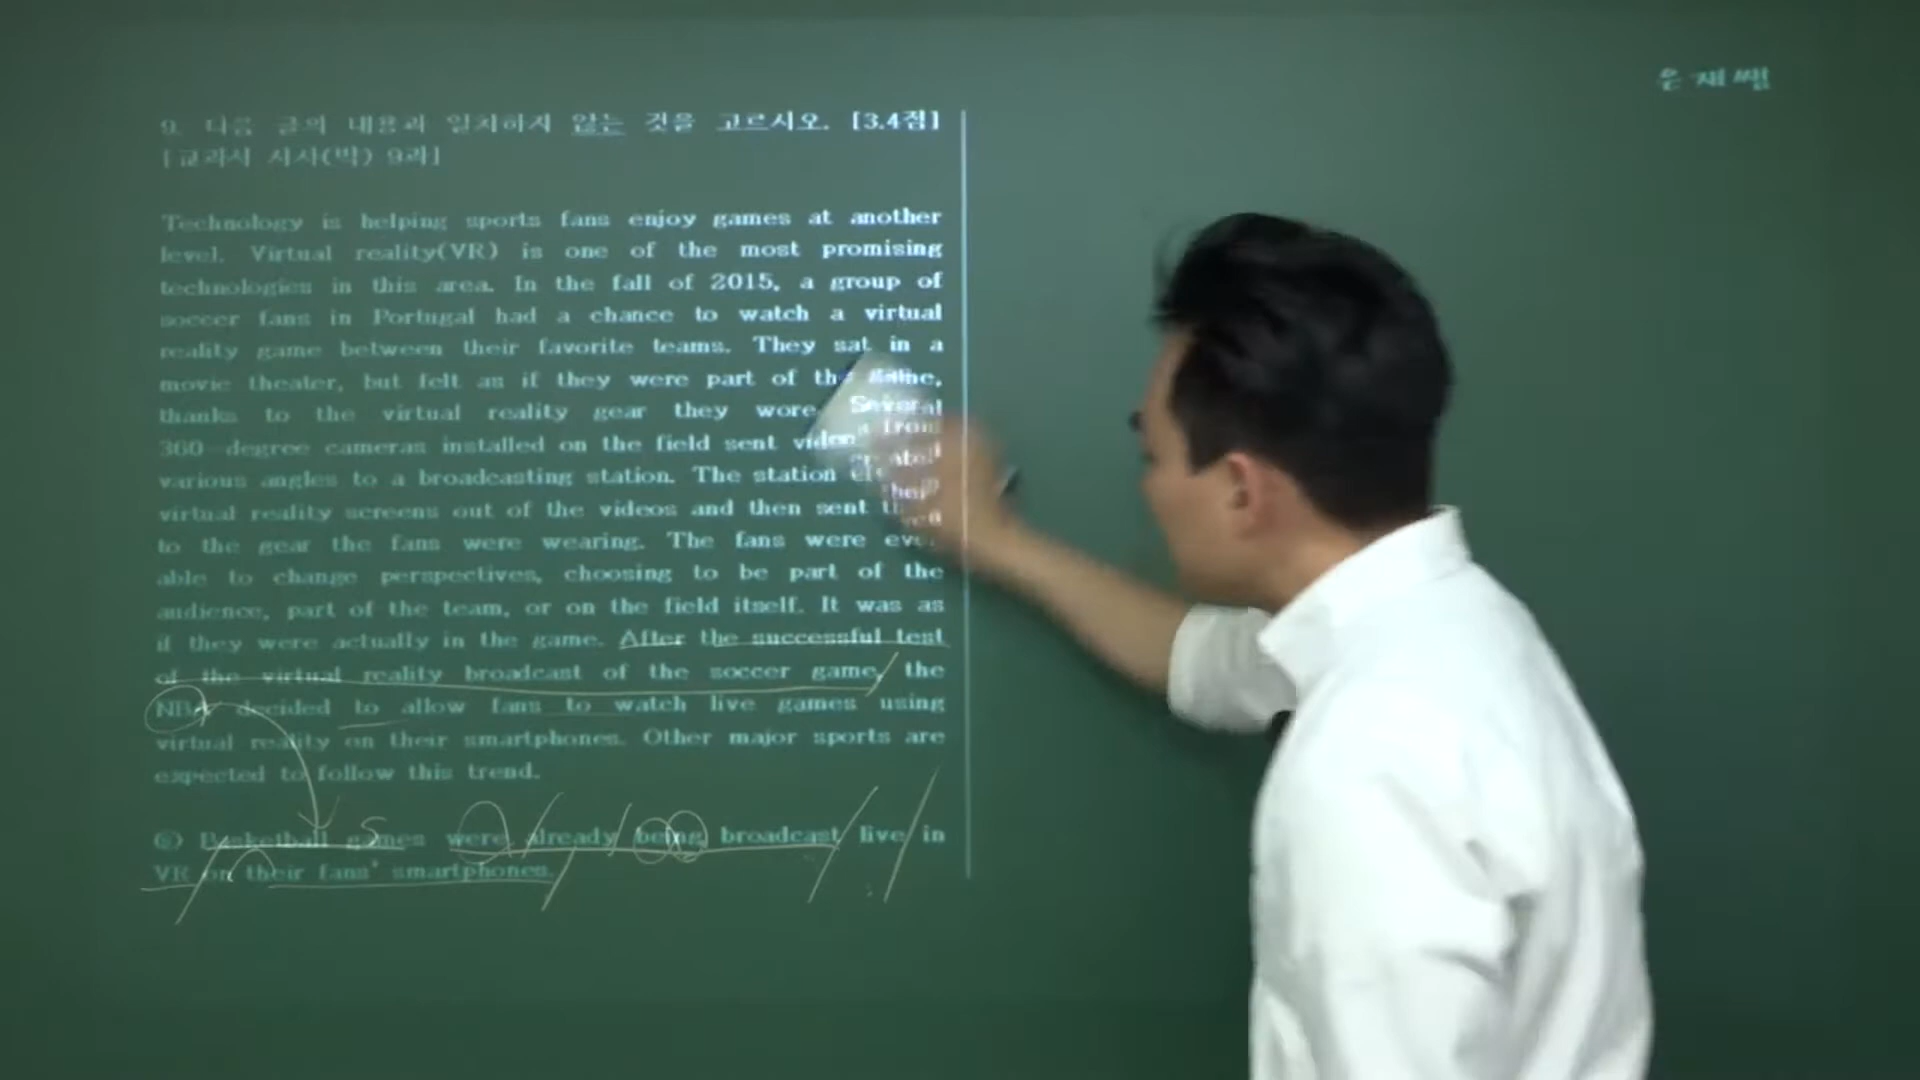 은재쌤
9. 다음 글의 내용과 일치하지 않는 것을 고르시오. [3.4점]
[교과서 시사(박) 9과]
Technology is helping sports fans enjoy games at another
level. Virtual reality(VR) is one of the most promising
technologies in this area. In the fall of 2015, a group of
soccer fans in Portugal had a chance to watch a virtual
reality game between their favorite teams. They sat in a
movie theater, but felt as if they were part of the game,
thanks to the virtual reality gear they wore. Several
360-degree cameras installed on the field sent videos from
various angles to a broadcasting station. The station created
virtual reality screens out of the videos and then sent them
to the gear the fans were wearing. The fans were even
able to change perspectives, choosing to be part of the
audience, part of the team, or on the field itself. It was as
if they were actually in the game. After the successful test
of the virtual reality broadcast of the soccer game, the
NBA decided to allow fans to watch live games using
virtual reality on their smartphones. Other major sports are
expected to follow this trend.
S
Basketball games were already being broadcast live in
VR on their fans' smartphones.